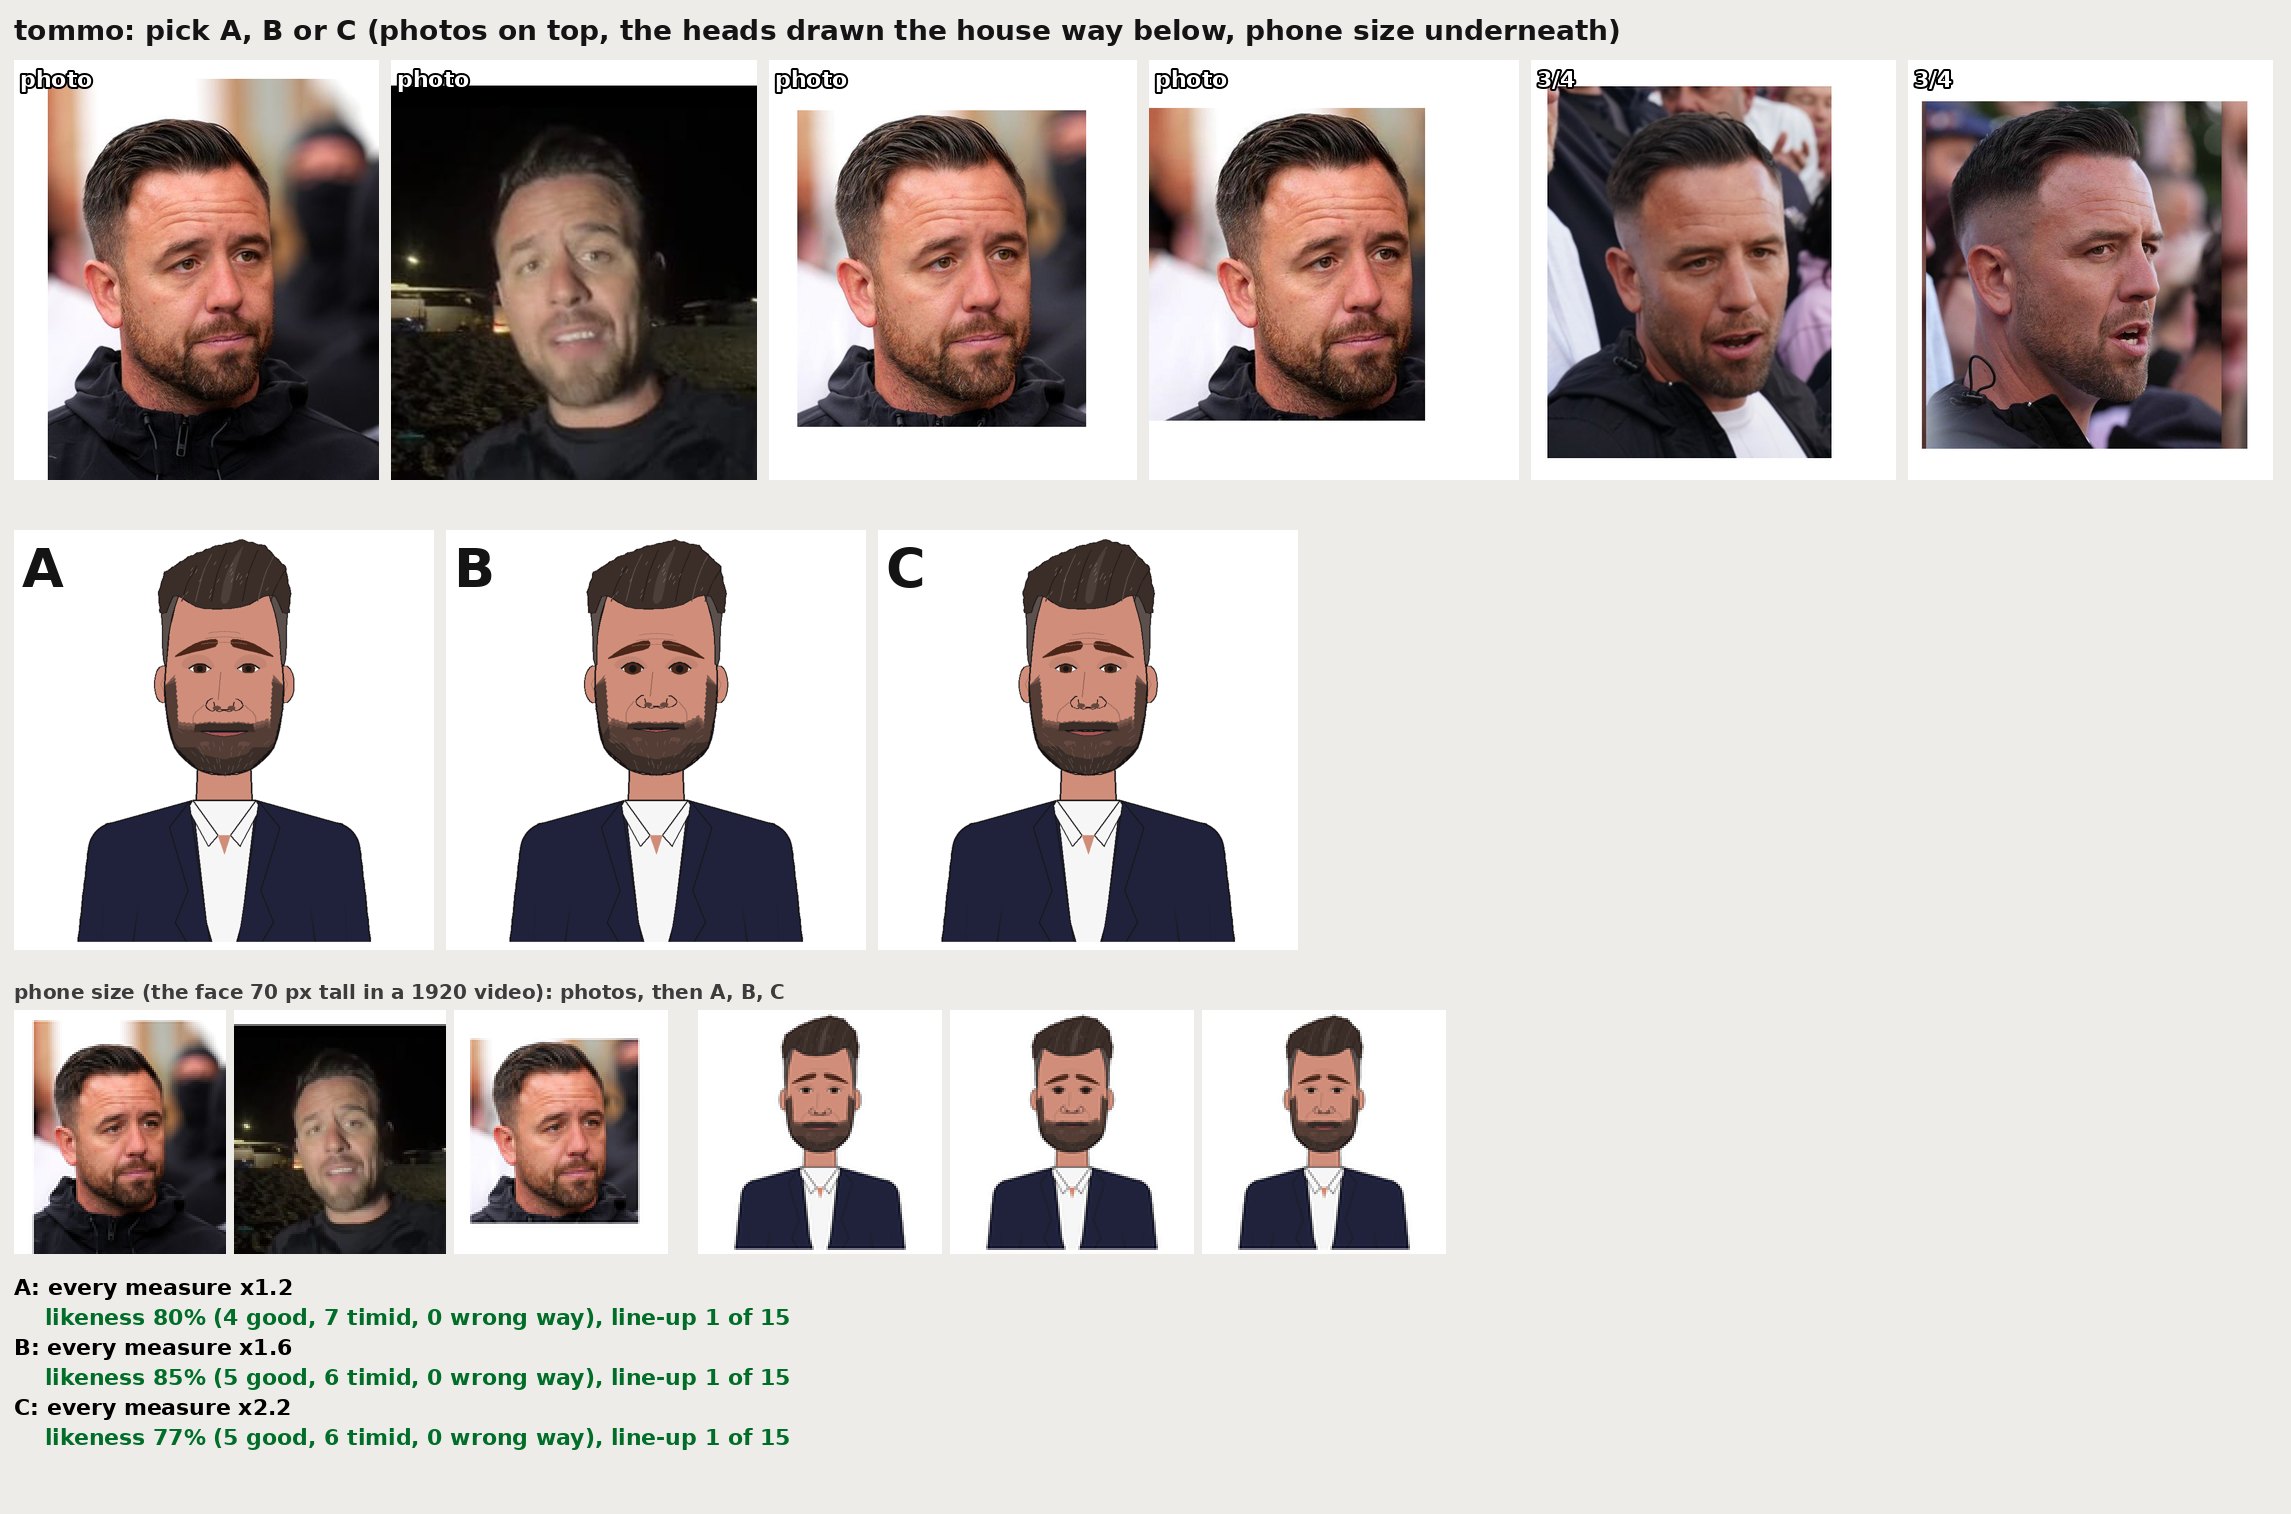 tommo: pick A, B or C (photos on top, the heads drawn the house way below, phone size underneath)
photo photo photo photo 3/4 3/4
A B C
phone size (the face 70 px tall in a 1920 video): photos, then A, B, C
A: every measure x1.2
likeness 80% (4 good, 7 timid, 0 wrong way), line-up 1 of 15
B: every measure x1.6
likeness 85% (5 good, 6 timid, 0 wrong way), line-up 1 of 15
C: every measure x2.2
likeness 77% (5 good, 6 timid, 0 wrong way), line-up 1 of 15